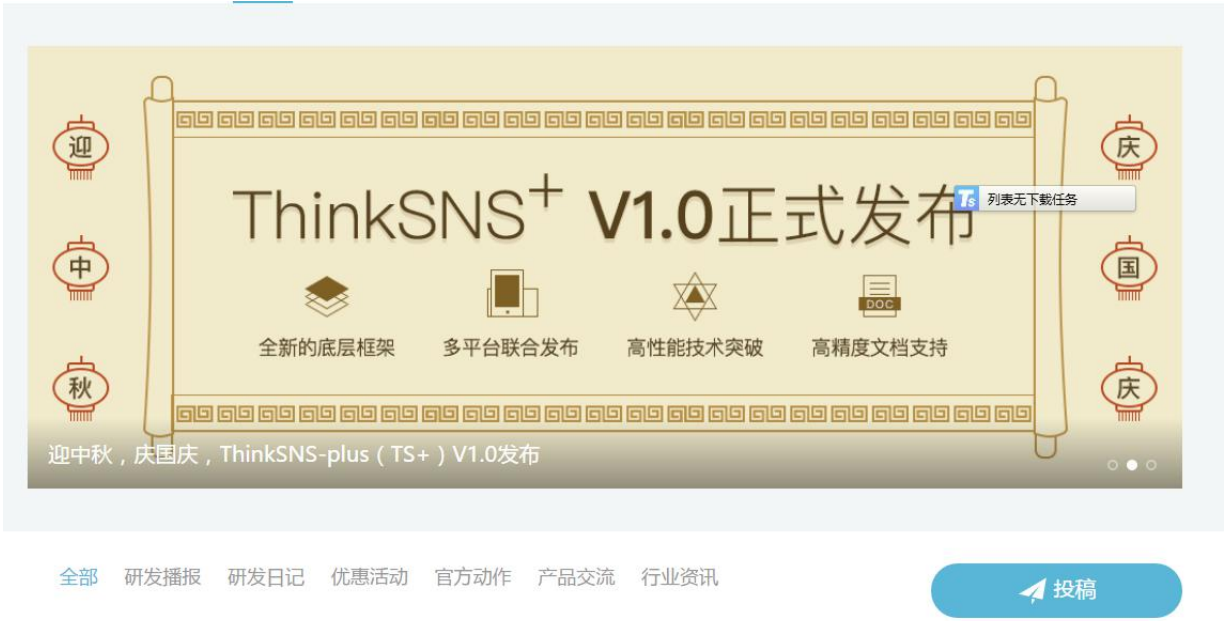 迎
中
秋
庆
国
庆
ThinkSNS+ V1.0正式发布
Ts 列表无下载任务
DOC
全新的底层框架 多平台联合发布 高性能技术突破 高精度文档支持
迎中秋，庆国庆，ThinkSNS-plus（TS+）V1.0发布
全部 研发播报 研发日记 优惠活动 官方动作 产品交流 行业资讯
投稿